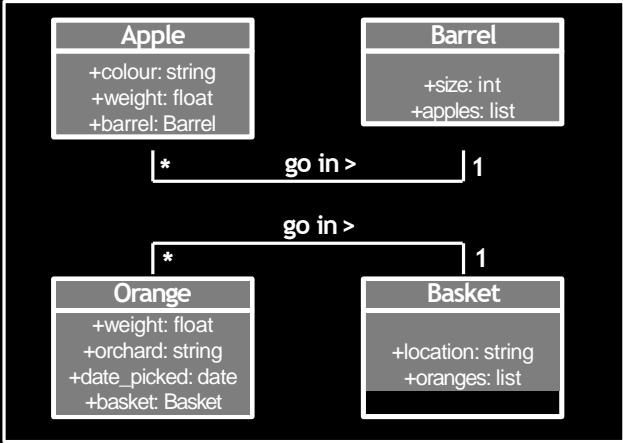 Apple
+colour: string
+weight: float
+barrel: Barrel
Barrel
+size: int
+apples: list
* go in > 1
go in >
* 1
Orange
+weight: float
+orchard: string
+date_picked: date
+basket: Basket
Basket
+location: string
+oranges: list